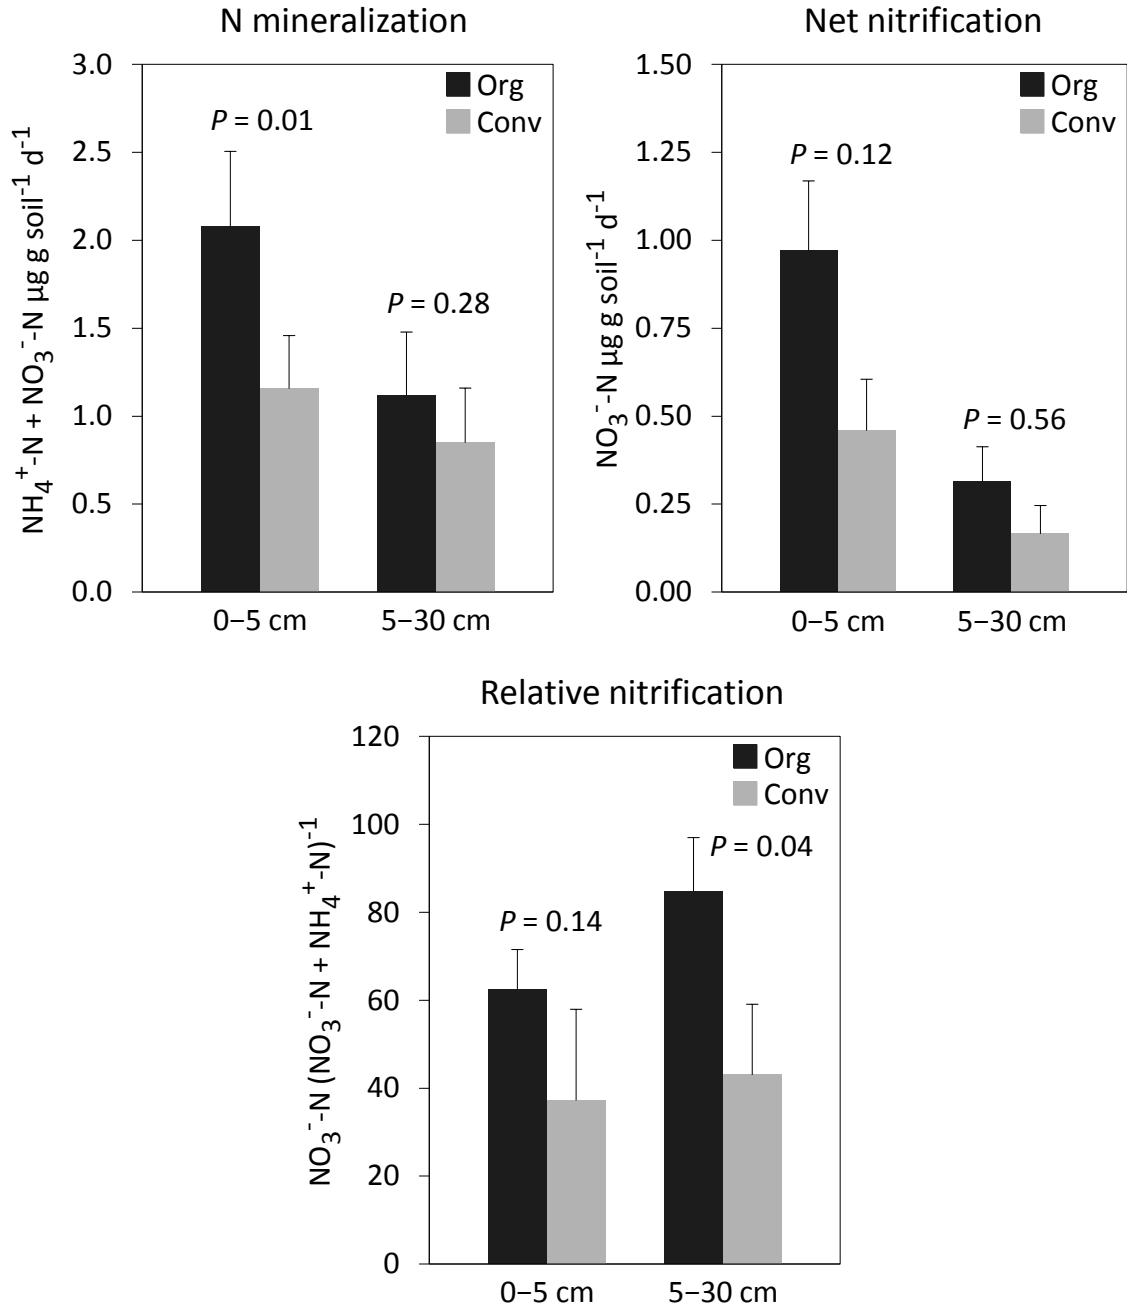 N mineralization
NH₄⁺-N + NO₃⁻-N µg g soil⁻¹ d⁻¹
3.0
2.5
2.0
1.5
1.0
0.5
0.0
Org
Conv
P = 0.01
P = 0.28
0–5 cm
5–30 cm
Net nitrification
NO₃⁻-N µg g soil⁻¹ d⁻¹
1.50
1.25
1.00
0.75
0.50
0.25
0.00
Org
Conv
P = 0.12
P = 0.56
0–5 cm
5–30 cm
Relative nitrification
NO₃⁻-N (NO₃⁻-N + NH₄⁺-N)⁻¹
120
100
80
60
40
20
0
Org
Conv
P = 0.04
P = 0.14
0–5 cm
5–30 cm